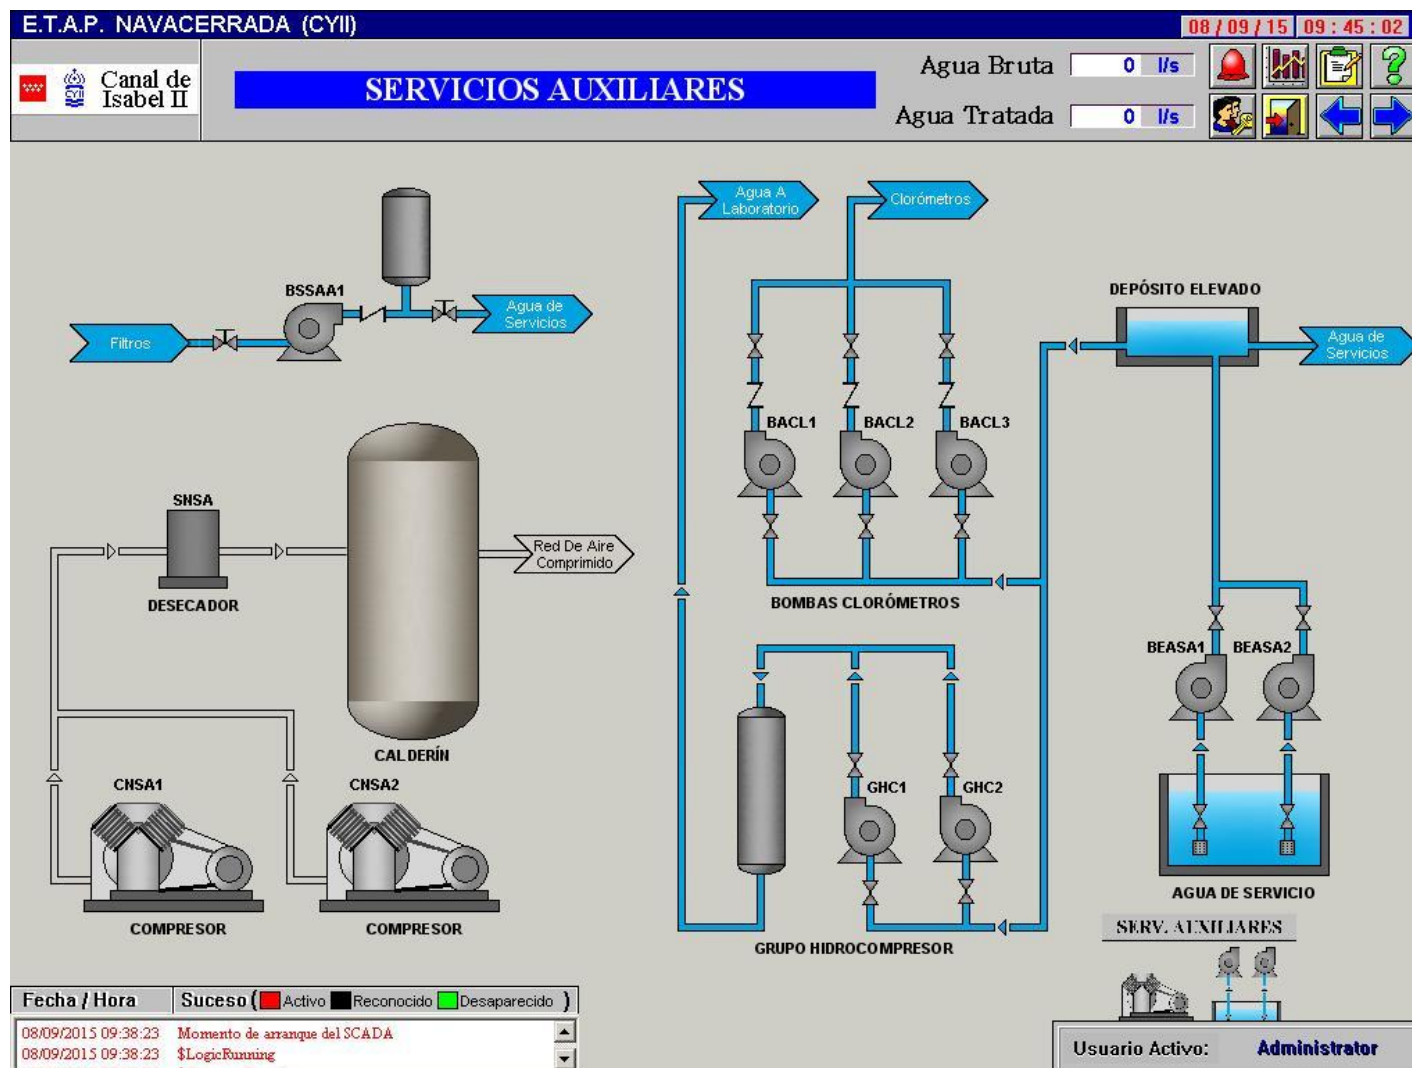 E.T.A.P. NAVACERRADA (CYII)
08/09/15 09:45:02
Canal de
Isabel II
CYII
SERVICIOS AUXILIARES
Agua Bruta 0 l/s
Agua Tratada 0 l/s
Agua A
Laboratorio
Clorómetros
BSSAA1
Agua de
Servicios
Filtros
DEPÓSITO ELEVADO
Agua de
Servicios
BACL1 BACL2 BACL3
SNSA
Red De Aire
Comprimido
DESECADOR
BOMBAS CLORÓMETROS
BEASA1 BEASA2
CALDERÍN
CNSA1 CNSA2
GHC1 GHC2
AGUA DE SERVICIO
COMPRESOR COMPRESOR
GRUPO HIDROCOMPRESOR
SERV. AUXILIARES
Fecha / Hora Suceso ( Activo Reconocido Desaparecido )
08/09/2015 09:38:23 Momento de arranque del SCADA
08/09/2015 09:38:23 $LogicRunning
Usuario Activo: Administrator